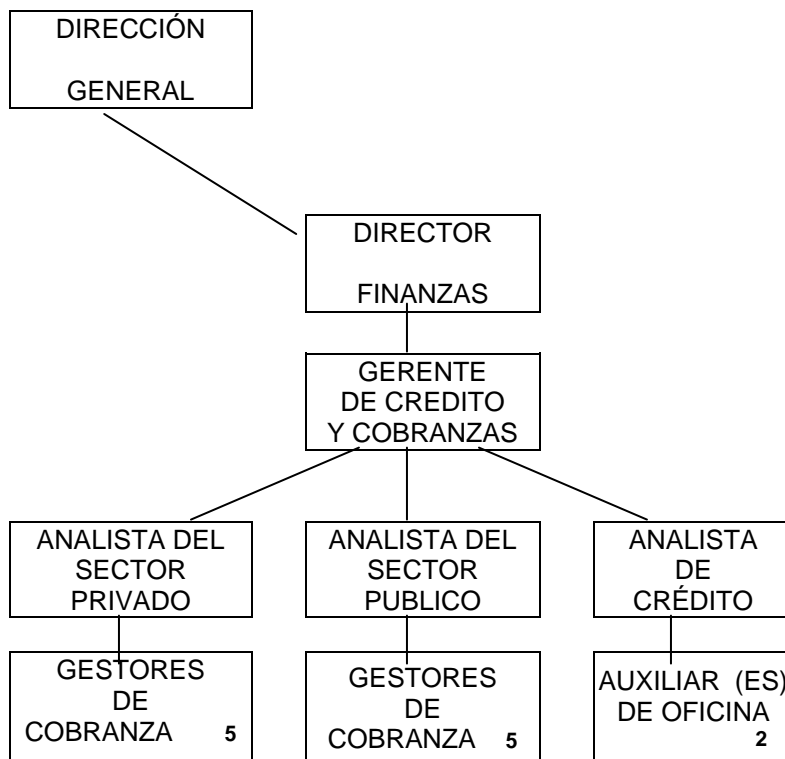 DIRECCIÓN
GENERAL
DIRECTOR
FINANZAS
GERENTE
DE CREDITO
Y COBRANZAS
ANALISTA DEL
SECTOR
PRIVADO
ANALISTA DEL
SECTOR
PUBLICO
ANALISTA
DE
CRÉDITO
GESTORES
DE
COBRANZA 5
GESTORES
DE
COBRANZA 5
AUXILIAR (ES)
DE OFICINA
2